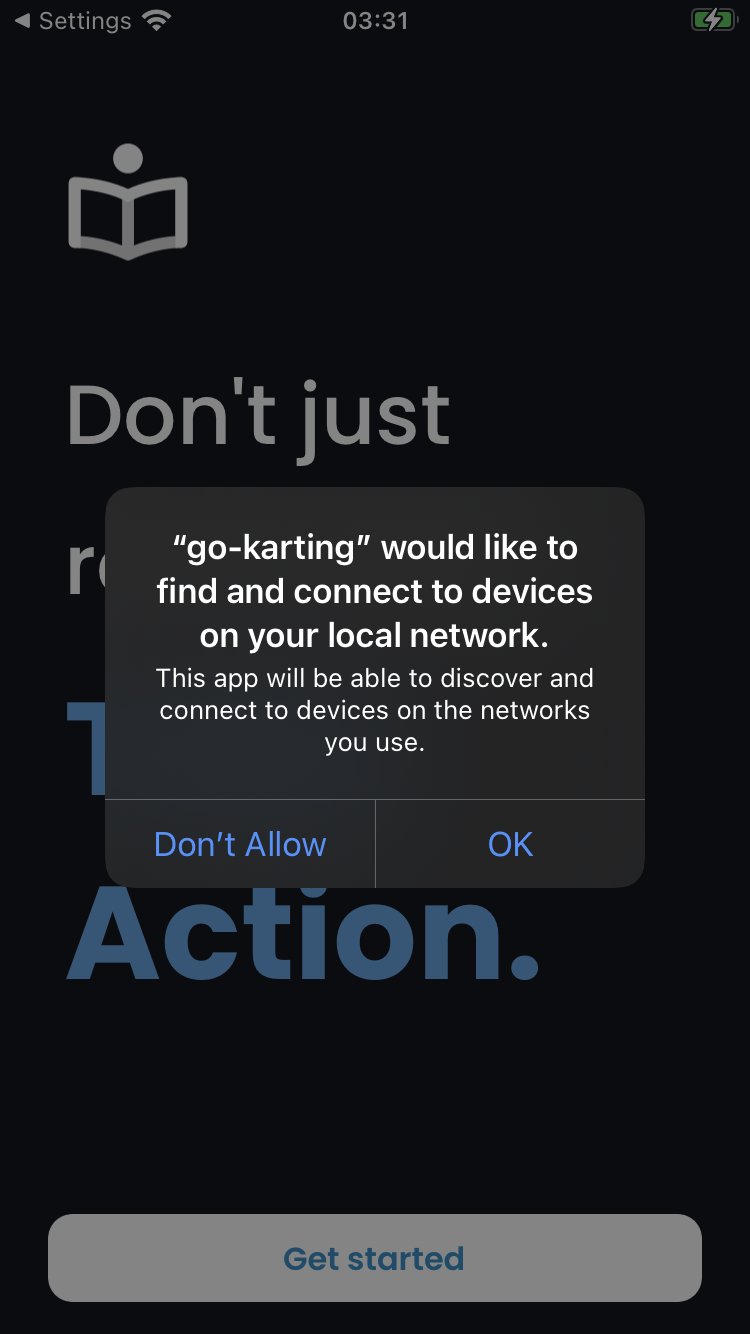 Settings
03:31
Don't just
“go-karting” would like to
find and connect to devices
on your local network.
This app will be able to discover and
connect to devices on the networks
you use.
Don’t Allow
OK
Action.
Get started